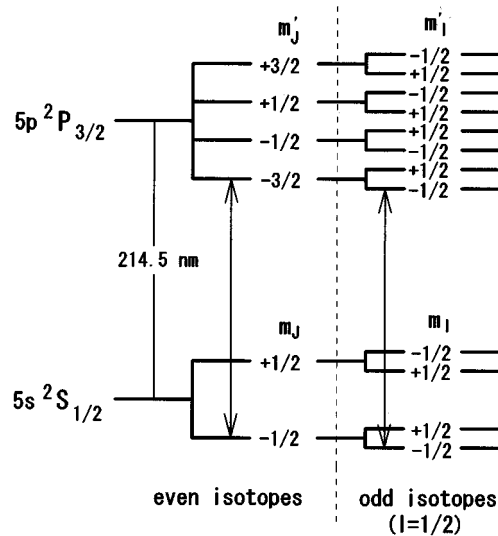 m'J m'I
+3/2 -1/2
+1/2
+1/2 -1/2
+1/2
5p ²P3/2
-1/2 +1/2
-1/2
-3/2 +1/2
-1/2
214.5 nm
mJ mI
+1/2 -1/2
+1/2
5s ²S1/2
-1/2 +1/2
-1/2
even isotopes odd isotopes
(I=1/2)